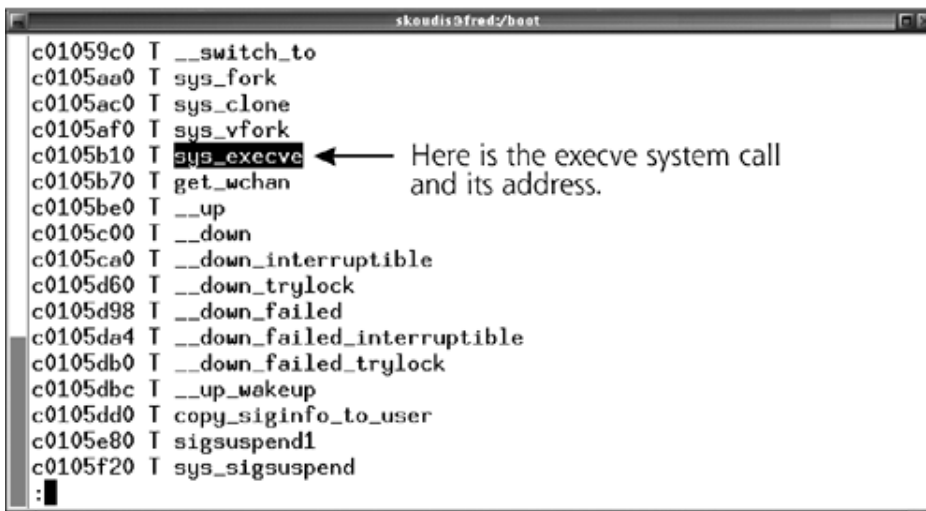 skoudis@fred:/boot
c01059c0 T __switch_to
c0105aa0 T sys_fork
c0105ac0 T sys_clone
c0105af0 T sys_vfork
c0105b10 T sys_execve
Here is the execve system call
and its address.
c0105b70 T get_wchan
c0105be0 T __up
c0105c00 T __down
c0105ca0 T __down_interruptible
c0105d60 T __down_trylock
c0105d98 T __down_failed
c0105da4 T __down_failed_interruptible
c0105db0 T __down_failed_trylock
c0105dbc T __up_wakeup
c0105dd0 T copy_siginfo_to_user
c0105e80 T sigsuspend1
c0105f20 T sys_sigsuspend
: